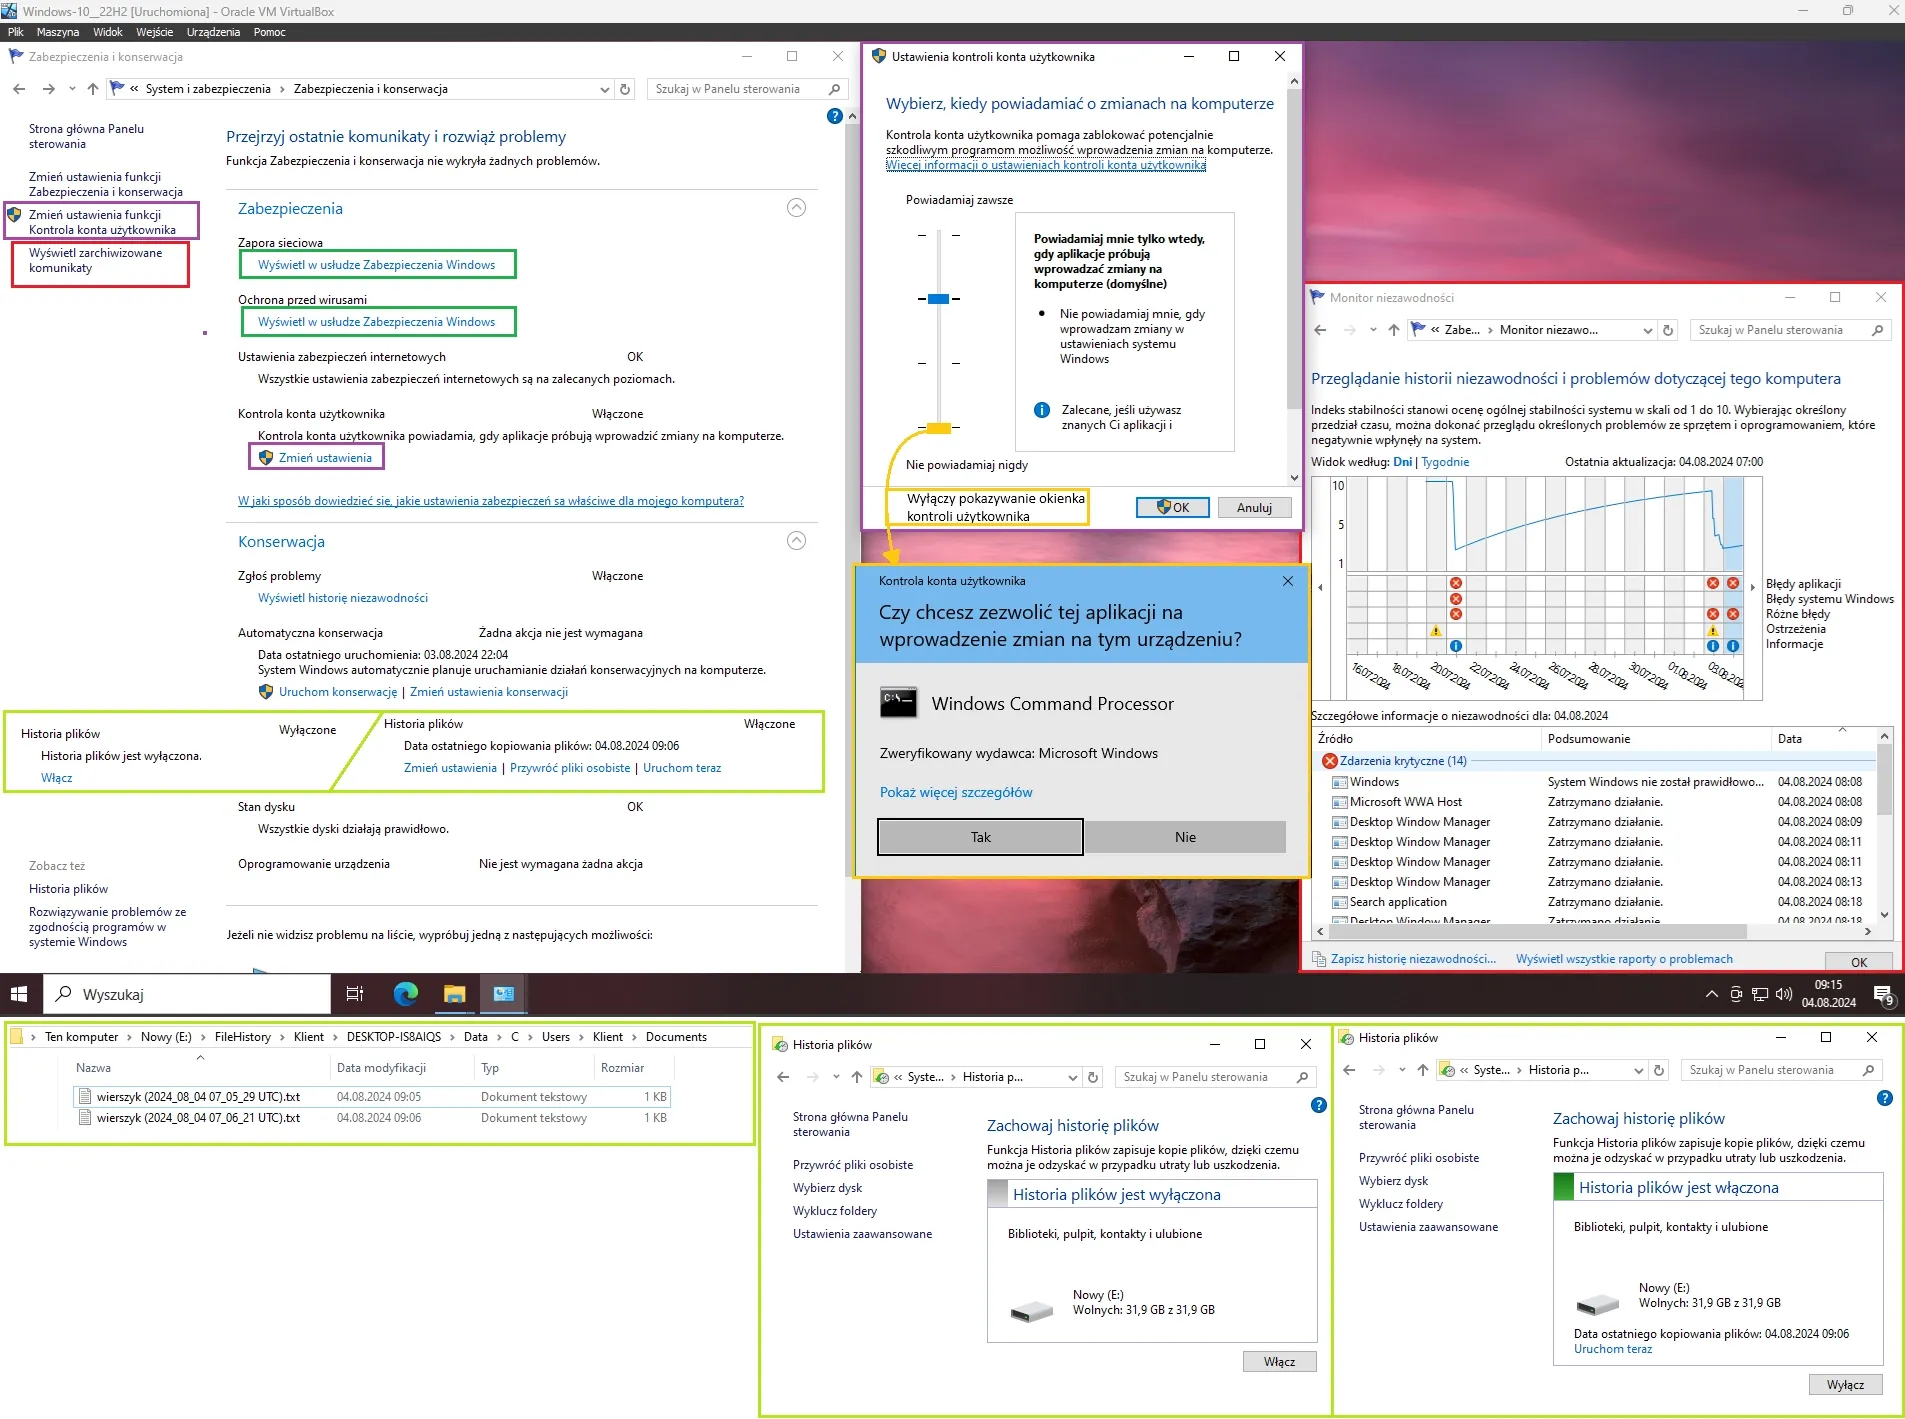 Windows-10__22H2 [Uruchomiona] - Oracle VM VirtualBox
Plik Maszyna Widok Wejście Urządzenia Pomoc
Zabezpieczenia i konserwacja
« System i zabezpieczenia › Zabezpieczenia i konserwacja
Szukaj w Panelu sterowania
Strona główna Panelu
sterowania
Zmień ustawienia funkcji
Zabezpieczenia i konserwacja
Zmień ustawienia funkcji
Kontrola konta użytkownika
Wyświetl zarchiwizowane
komunikaty
Przejrzyj ostatnie komunikaty i rozwiąż problemy
Funkcja Zabezpieczenia i konserwacja nie wykryła żadnych problemów.
Zabezpieczenia
Zapora sieciowa
Wyświetl w usłudze Zabezpieczenia Windows
Ochrona przed wirusami
Wyświetl w usłudze Zabezpieczenia Windows
Ustawienia zabezpieczeń internetowych OK
Wszystkie ustawienia zabezpieczeń internetowych są na zalecanych poziomach.
Kontrola konta użytkownika Włączone
Kontrola konta użytkownika powiadamia, gdy aplikacje próbują wprowadzić zmiany na komputerze.
Zmień ustawienia
W jaki sposób dowiedzieć się, jakie ustawienia zabezpieczeń sa właściwe dla mojego komputera?
Konserwacja
Zgłoś problemy Włączone
Wyświetl historię niezawodności
Automatyczna konserwacja Żadna akcja nie jest wymagana
Data ostatniego uruchomienia: 03.08.2024 22:04
System Windows automatycznie planuje uruchamianie działań konserwacyjnych na komputerze.
Uruchom konserwację | Zmień ustawienia konserwacji
Historia plików Wyłączone
Historia plików jest wyłączona.
Włącz
Historia plików Włączone
Data ostatniego kopiowania plików: 04.08.2024 09:06
Zmień ustawienia | Przywróć pliki osobiste | Uruchom teraz
Stan dysku OK
Wszystkie dyski działają prawidłowo.
Oprogramowanie urządzenia Nie jest wymagana żadna akcja
Zobacz też
Historia plików
Rozwiązywanie problemów ze
zgodnością programów w
systemie Windows
Jeżeli nie widzisz problemu na liście, wypróbuj jedną z następujących możliwości:
Ustawienia kontroli konta użytkownika
Wybierz, kiedy powiadamiać o zmianach na komputerze
Kontrola konta użytkownika pomaga zablokować potencjalnie
szkodliwym programom możliwość wprowadzenia zmian na komputerze.
Więcej informacji o ustawieniach kontroli konta użytkownika
Powiadamiaj zawsze
Powiadamiaj mnie tylko wtedy,
gdy aplikacje próbują
wprowadzać zmiany na
komputerze (domyślne)
Nie powiadamiaj mnie, gdy
wprowadzam zmiany w
ustawieniach systemu
Windows
Zalecane, jeśli używasz
znanych Ci aplikacji i
Nie powiadamiaj nigdy
Wyłączy pokazywanie okienka
kontroli użytkownika
OK Anuluj
Kontrola konta użytkownika
Czy chcesz zezwolić tej aplikacji na
wprowadzenie zmian na tym urządzeniu?
C:\_
Windows Command Processor
Zweryfikowany wydawca: Microsoft Windows
Pokaż więcej szczegółów
Tak Nie
Monitor niezawodności
« Zabe... › Monitor niezawo...
Szukaj w Panelu sterowania
Przeglądanie historii niezawodności i problemów dotyczącej tego komputera
Indeks stabilności stanowi ocenę ogólnej stabilności systemu w skali od 1 do 10. Wybierając określony
przedział czasu, można dokonać przeglądu określonych problemów ze sprzętem i oprogramowaniem, które
negatywnie wpłynęły na system.
Widok według: Dni | Tygodnie Ostatnia aktualizacja: 04.08.2024 07:00
10
5
1
Błędy aplikacji
Błędy systemu Windows
Różne błędy
Ostrzeżenia
Informacje
16.07.2024 18.07.2024 20.07.2024 22.07.2024 24.07.2024 26.07.2024 28.07.2024 30.07.2024 01.08.2024 03.08.202
Szczegółowe informacje o niezawodności dla: 04.08.2024
Źródło Podsumowanie Data
Zdarzenia krytyczne (14)
Windows System Windows nie został prawidłowo... 04.08.2024 08:08
Microsoft WWA Host Zatrzymano działanie. 04.08.2024 08:08
Desktop Window Manager Zatrzymano działanie. 04.08.2024 08:09
Desktop Window Manager Zatrzymano działanie. 04.08.2024 08:11
Desktop Window Manager Zatrzymano działanie. 04.08.2024 08:11
Desktop Window Manager Zatrzymano działanie. 04.08.2024 08:13
Search application Zatrzymano działanie. 04.08.2024 08:18
Desktop Window Manager Zatrzymano działanie. 04.08.2024 08:18
Zapisz historię niezawodności... Wyświetl wszystkie raporty o problemach OK
Wyszukaj
09:15
04.08.2024
9
› Ten komputer › Nowy (E:) › FileHistory › Klient › DESKTOP-IS8AIQS › Data › C › Users › Klient › Documents
Nazwa Data modyfikacji Typ Rozmiar
wierszyk (2024_08_04 07_05_29 UTC).txt 04.08.2024 09:05 Dokument tekstowy 1 KB
wierszyk (2024_08_04 07_06_21 UTC).txt 04.08.2024 09:06 Dokument tekstowy 1 KB
Historia plików
« Syste... › Historia p...
Szukaj w Panelu sterowania
Strona główna Panelu
sterowania
Przywróć pliki osobiste
Wybierz dysk
Wyklucz foldery
Ustawienia zaawansowane
Zachowaj historię plików
Funkcja Historia plików zapisuje kopie plików, dzięki czemu
można je odzyskać w przypadku utraty lub uszkodzenia.
Historia plików jest wyłączona
Biblioteki, pulpit, kontakty i ulubione
Nowy (E:)
Wolnych: 31,9 GB z 31,9 GB
Włącz
Historia plików
« Syste... › Historia p...
Szukaj w Panelu sterowania
Strona główna Panelu
sterowania
Przywróć pliki osobiste
Wybierz dysk
Wyklucz foldery
Ustawienia zaawansowane
Zachowaj historię plików
Funkcja Historia plików zapisuje kopie plików, dzięki czemu
można je odzyskać w przypadku utraty lub uszkodzenia.
Historia plików jest włączona
Biblioteki, pulpit, kontakty i ulubione
Nowy (E:)
Wolnych: 31,9 GB z 31,9 GB
Data ostatniego kopiowania plików: 04.08.2024 09:06
Uruchom teraz
Wyłącz